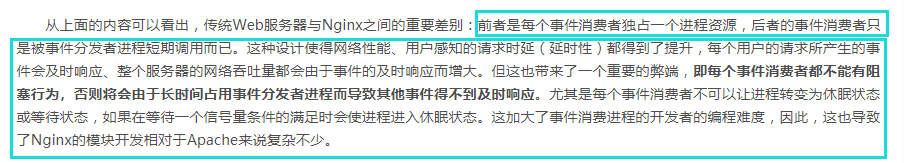 从上面的内容可以看出，传统Web服务器与Nginx之间的重要差别：前者是每个事件消费者独占一个进程资源，后者的事件消费者只
是被事件分发者进程短期调用而已。这种设计使得网络性能、用户感知的请求时延（延时性）都得到了提升，每个用户的请求所产生的事
件会及时响应、整个服务器的网络吞吐量都会由于事件的及时响应而增大。但这也带来了一个重要的弊端，即每个事件消费者都不能有阻
塞行为，否则将会由于长时间占用事件分发者进程而导致其他事件得不到及时响应。尤其是每个事件消费者不可以让进程转变为休眠状态
或等待状态，如果在等待一个信号量条件的满足时会使进程进入休眠状态。这加大了事件消费进程的开发者的编程难度，因此，这也导致
了Nginx的模块开发相对于Apache来说复杂不少。